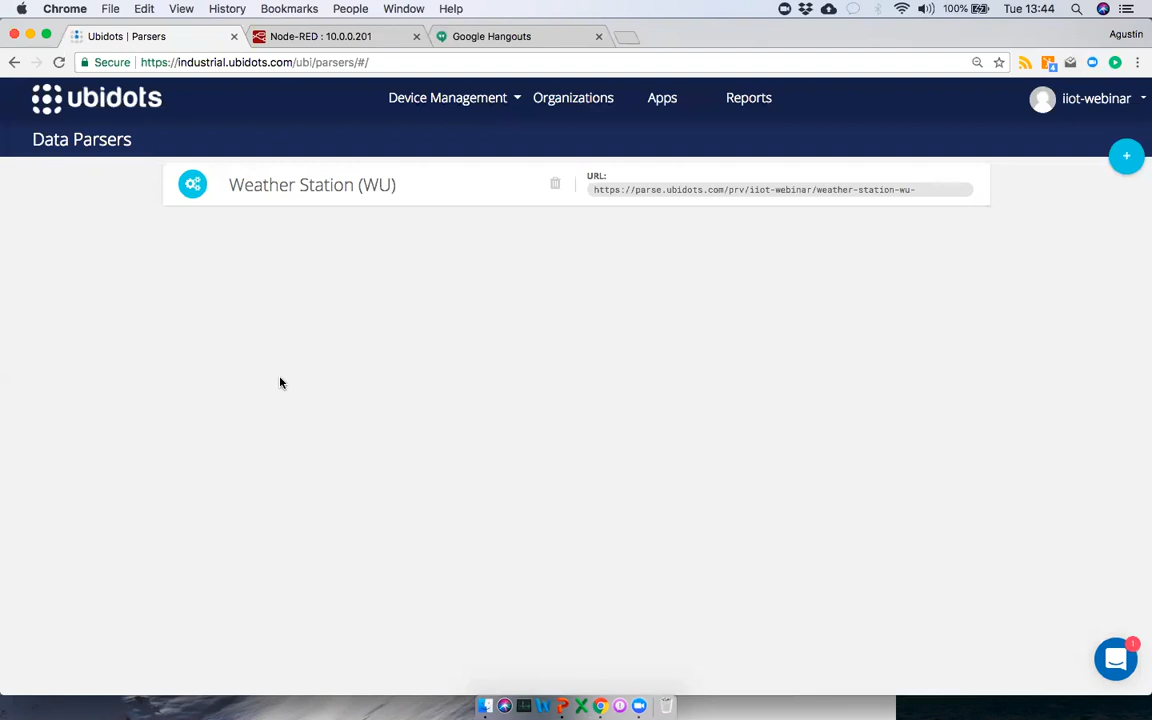 Chrome File Edit View History Bookmarks People Window Help 100% Tue 13:44
Ubidots | Parsers Node-RED : 10.0.0.201 Google Hangouts Agustin
Secure https://industrial.ubidots.com/ubi/parsers/#/
ubidots Device Management Organizations Apps Reports iiot-webinar
Data Parsers
+
Weather Station (WU)
URL:
https://parse.ubidots.com/prv/iiot-webinar/weather-station-wu-
1